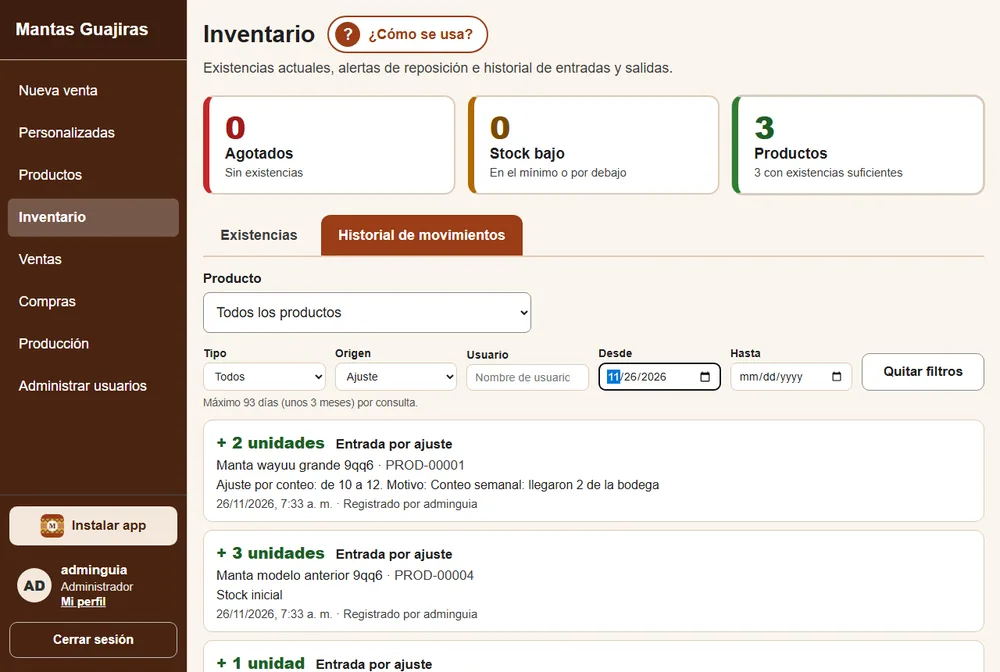 Mantas Guajiras
Nueva venta
Personalizadas
Productos
Inventario
Ventas
Compras
Producción
Administrar usuarios
M
Instalar app
AD
adminguia
Administrador
Mi perfil
Cerrar sesión
Inventario
? ¿Cómo se usa?
Existencias actuales, alertas de reposición e historial de entradas y salidas.
0
Agotados
Sin existencias
0
Stock bajo
En el mínimo o por debajo
3
Productos
3 con existencias suficientes
Existencias
Historial de movimientos
Producto
Todos los productos
Tipo
Todos
Origen
Ajuste
Usuario
Nombre de usuaric
Desde
11/26/2026
Hasta
mm/dd/yyyy
Quitar filtros
Máximo 93 días (unos 3 meses) por consulta.
+ 2 unidades Entrada por ajuste
Manta wayuu grande 9qq6 · PROD-00001
Ajuste por conteo: de 10 a 12. Motivo: Conteo semanal: llegaron 2 de la bodega
26/11/2026, 7:33 a. m. · Registrado por adminguia
+ 3 unidades Entrada por ajuste
Manta modelo anterior 9qq6 · PROD-00004
Stock inicial
26/11/2026, 7:33 a. m. · Registrado por adminguia
+ 1 unidad Entrada por ajuste